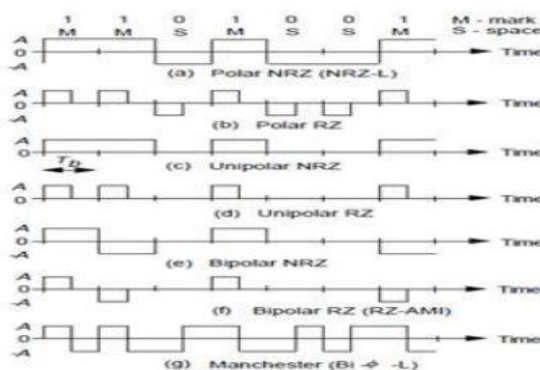 1 1 0 1 0 0 1 M - mark
M M S M S S M S - space
A
0
-A
Time
(a) Polar NRZ (NRZ-L)
A
0
-A
Time
(b) Polar RZ
A
0
Time
(c) Unipolar NRZ
Tb
A
0
Time
(d) Unipolar RZ
A
0
-A
Time
(e) Bipolar NRZ
A
0
-A
Time
(f) Bipolar RZ (RZ-AMI)
A
0
-A
Time
(g) Manchester (Bi - ϕ - L)